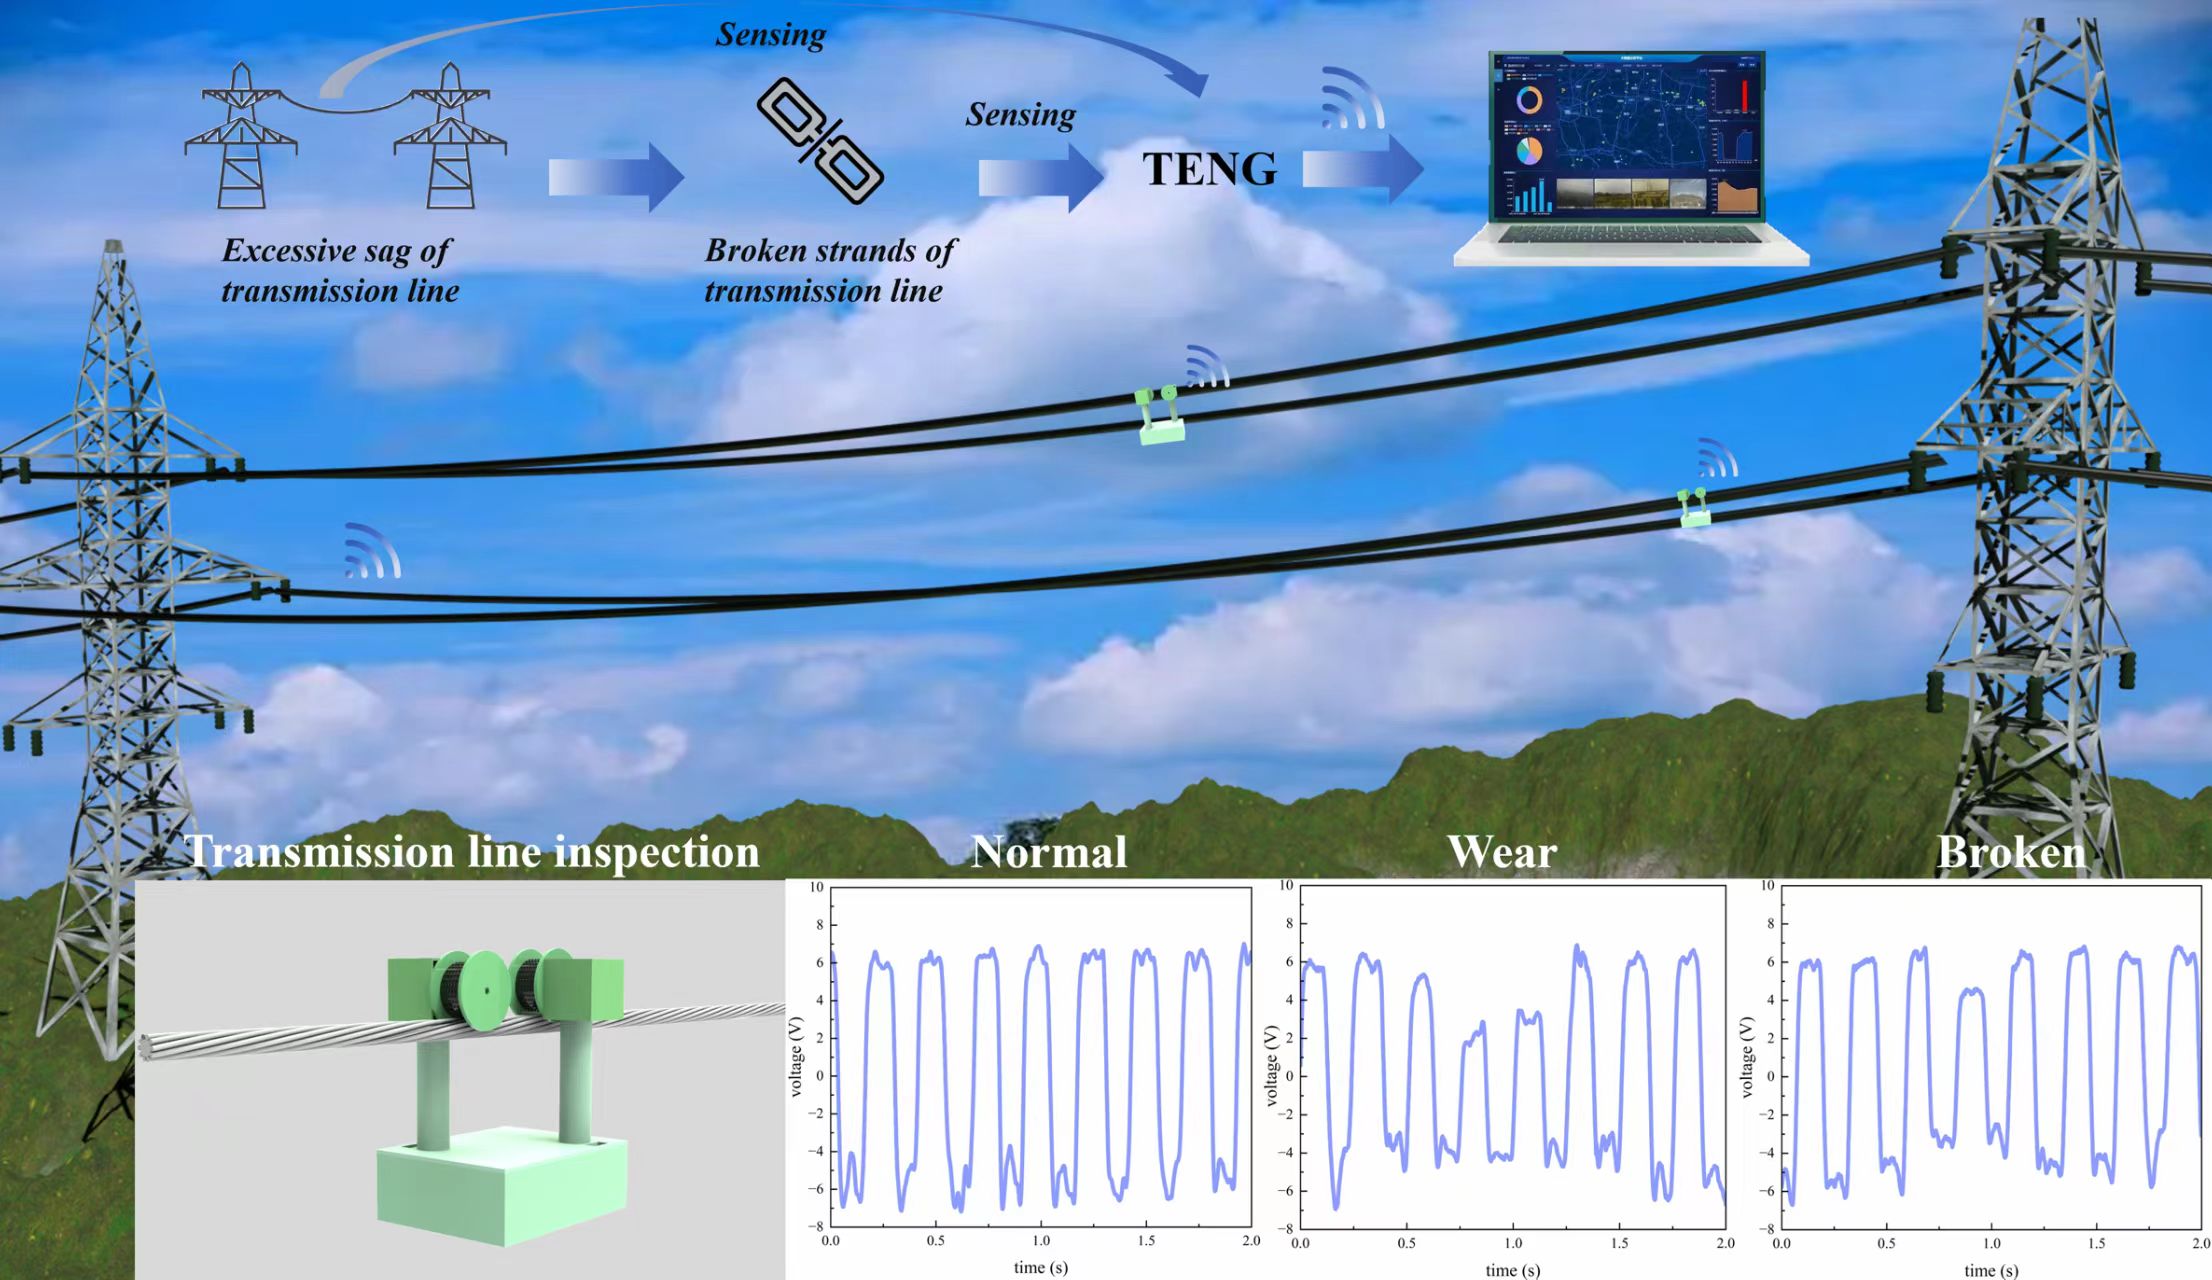 Sensing
Sensing
TENG
Excessive sag of
transmission line
Broken strands of
transmission line
Transmission line inspection
Normal
Wear
Broken
10
8
6
4
2
0
−2
−4
−6
−8
voltage (V)
0.0 0.5 1.0 1.5 2.0
time (s)
10
8
6
4
2
0
−2
−4
−6
−8
voltage (V)
0.0 0.5 1.0 1.5 2.0
time (s)
10
8
6
4
2
0
−2
−4
−6
−8
voltage (V)
0.0 0.5 1.0 1.5 2.0
time (s)